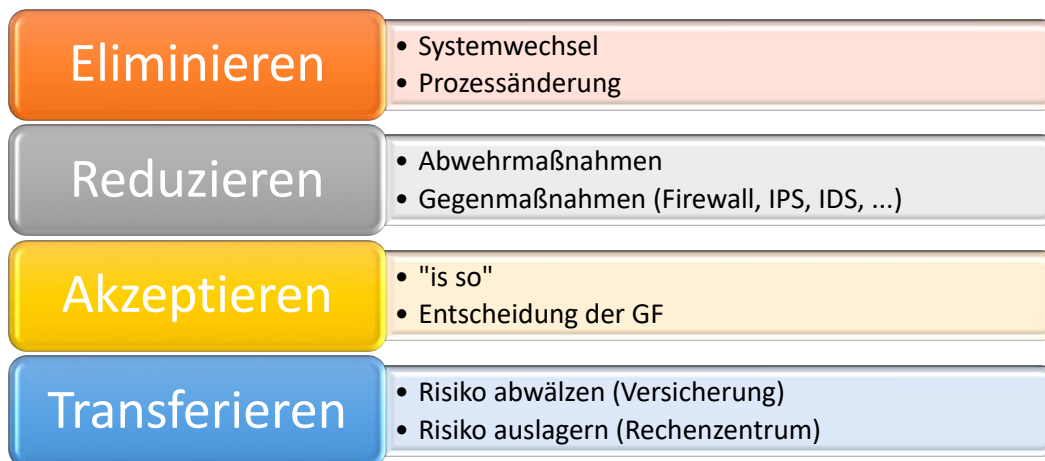 Eliminieren
• Systemwechsel
• Prozessänderung
Reduzieren
• Abwehrmaßnahmen
• Gegenmaßnahmen (Firewall, IPS, IDS, ...)
Akzeptieren
• "is so"
• Entscheidung der GF
Transferieren
• Risiko abwälzen (Versicherung)
• Risiko auslagern (Rechenzentrum)